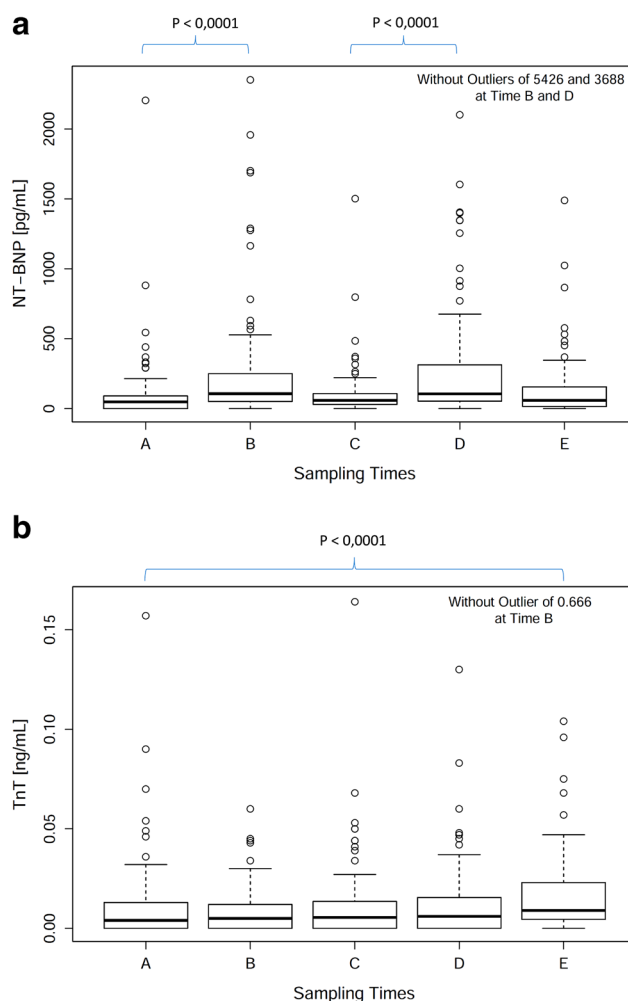 a
P < 0,0001
P < 0,0001
Without Outliers of 5426 and 3688
at Time B and D
NT−BNP [pg/mL]
2000
1500
1000
500
0
A
B
C
D
E
Sampling Times
b
P < 0,0001
Without Outlier of 0.666
at Time B
TnT [ng/mL]
0.15
0.10
0.05
0.00
A
B
C
D
E
Sampling Times